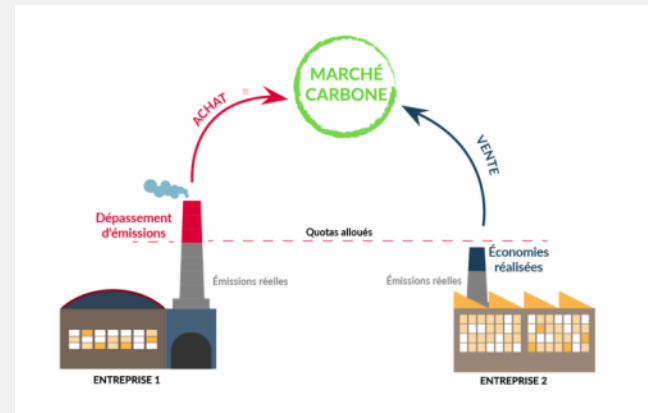 MARCHÉ
CARBONE
ACHAT
VENTE
Dépassement
d'émissions
Quotas alloués
Économies
réalisées
Émissions réelles
Émissions réelles
ENTREPRISE 1
ENTREPRISE 2